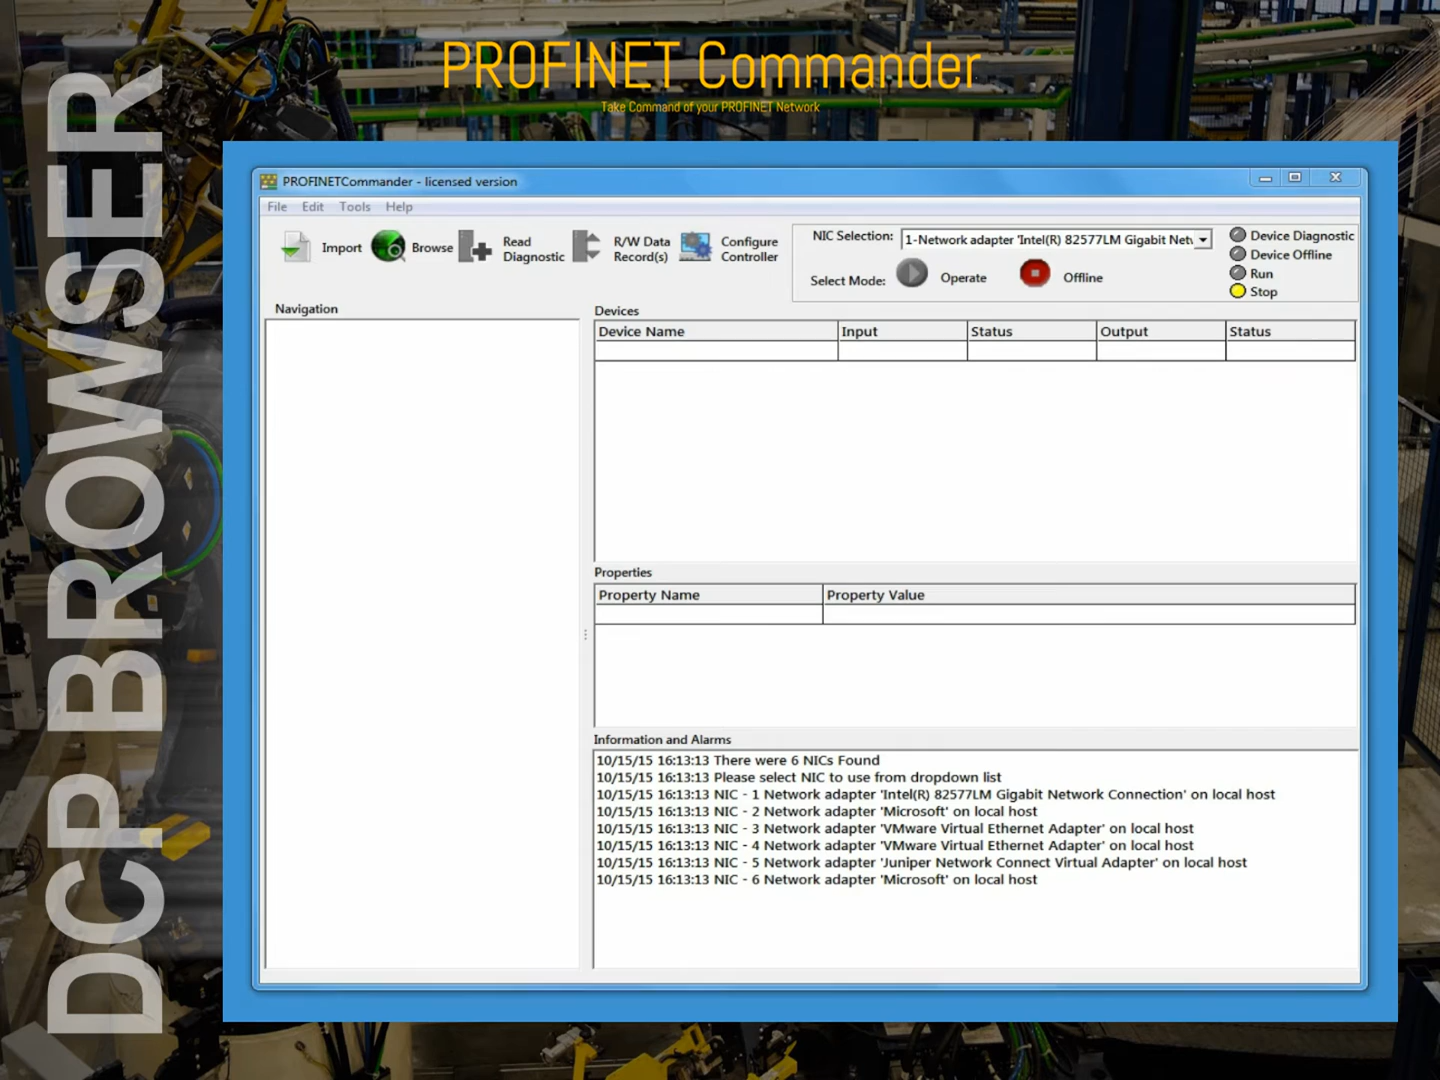 PROFINET Commander
Take Command of your PROFINET Network
DCP BROWSER
PROFINETCommander - licensed version
File Edit Tools Help
Import
Browse
Read
Diagnostic
R/W Data
Record(s)
Configure
Controller
NIC Selection: 1-Network adapter 'Intel(R) 82577LM Gigabit Net
Select Mode: Operate Offline
Device Diagnostic
Device Offline
Run
Stop
Navigation
Devices
Device Name Input Status Output Status
Properties
Property Name Property Value
Information and Alarms
10/15/15 16:13:13 There were 6 NICs Found
10/15/15 16:13:13 Please select NIC to use from dropdown list
10/15/15 16:13:13 NIC - 1 Network adapter 'Intel(R) 82577LM Gigabit Network Connection' on local host
10/15/15 16:13:13 NIC - 2 Network adapter 'Microsoft' on local host
10/15/15 16:13:13 NIC - 3 Network adapter 'VMware Virtual Ethernet Adapter' on local host
10/15/15 16:13:13 NIC - 4 Network adapter 'VMware Virtual Ethernet Adapter' on local host
10/15/15 16:13:13 NIC - 5 Network adapter 'Juniper Network Connect Virtual Adapter' on local host
10/15/15 16:13:13 NIC - 6 Network adapter 'Microsoft' on local host